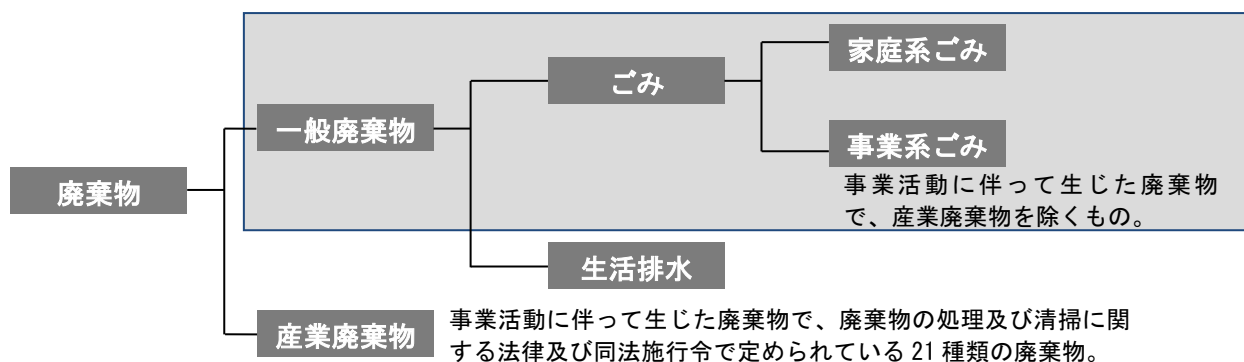 家庭系ごみ
ごみ
一般廃棄物
事業系ごみ
事業活動に伴って生じた廃棄物
で、産業廃棄物を除くもの。
廃棄物
生活排水
産業廃棄物
事業活動に伴って生じた廃棄物で、廃棄物の処理及び清掃に関
する法律及び同法施行令で定められている 21 種類の廃棄物。